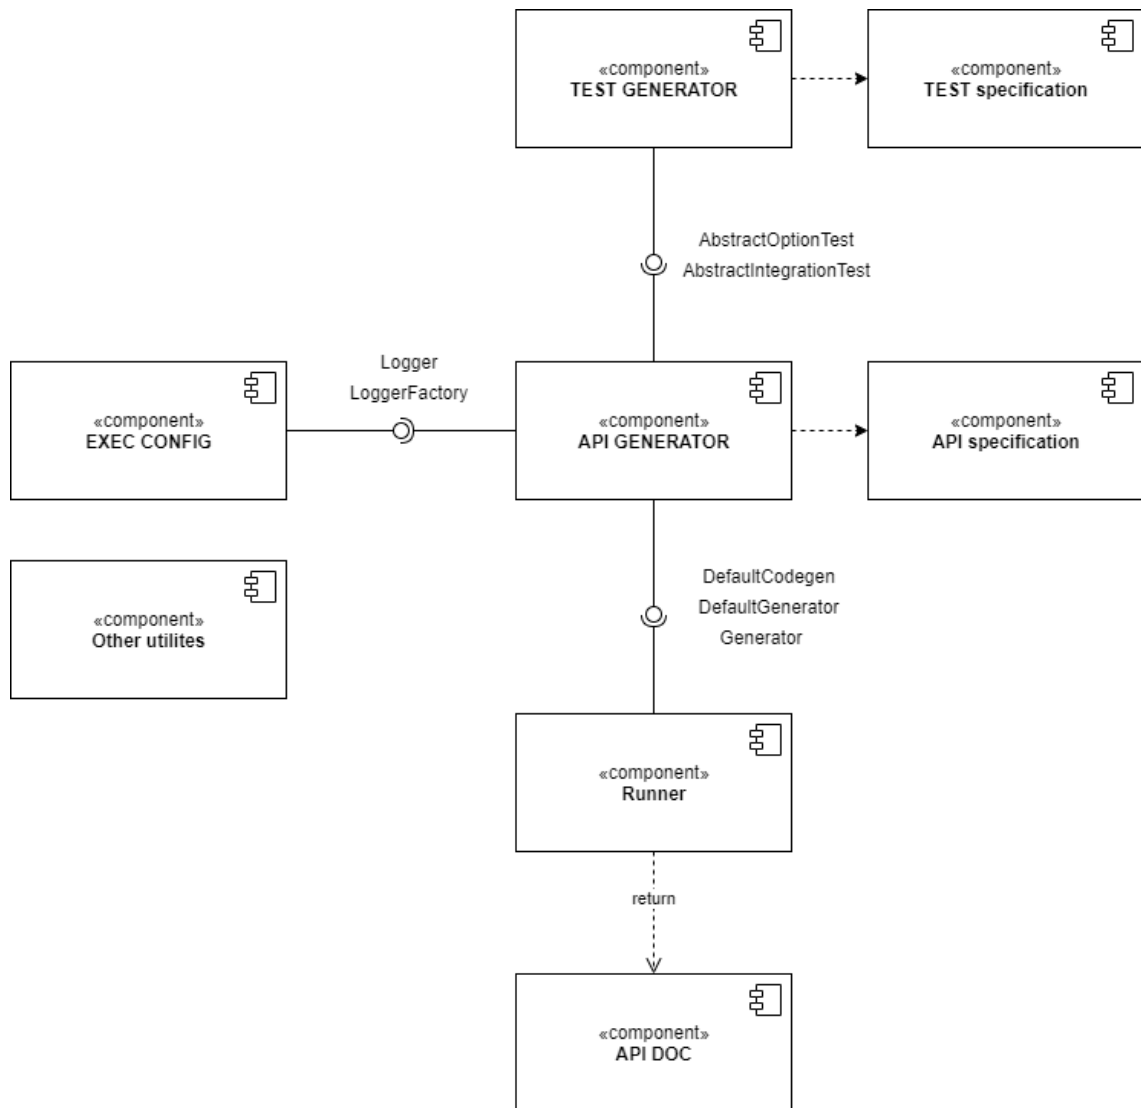 «component»
TEST GENERATOR
«component»
TEST specification
AbstractOptionTest
AbstractIntegrationTest
Logger
LoggerFactory
«component»
EXEC CONFIG
«component»
API GENERATOR
«component»
API specification
«component»
Other utilites
DefaultCodegen
DefaultGenerator
Generator
«component»
Runner
return
«component»
API DOC